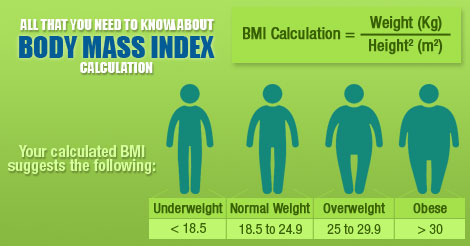 ALL THAT YOU NEED TO KNOW ABOUT
BODY MASS INDEX
CALCULATION
BMI Calculation = Weight (Kg)
Height² (m²)
Your calculated BMI
suggests the following:
Underweight Normal Weight Overweight Obese
< 18.5 18.5 to 24.9 25 to 29.9 > 30